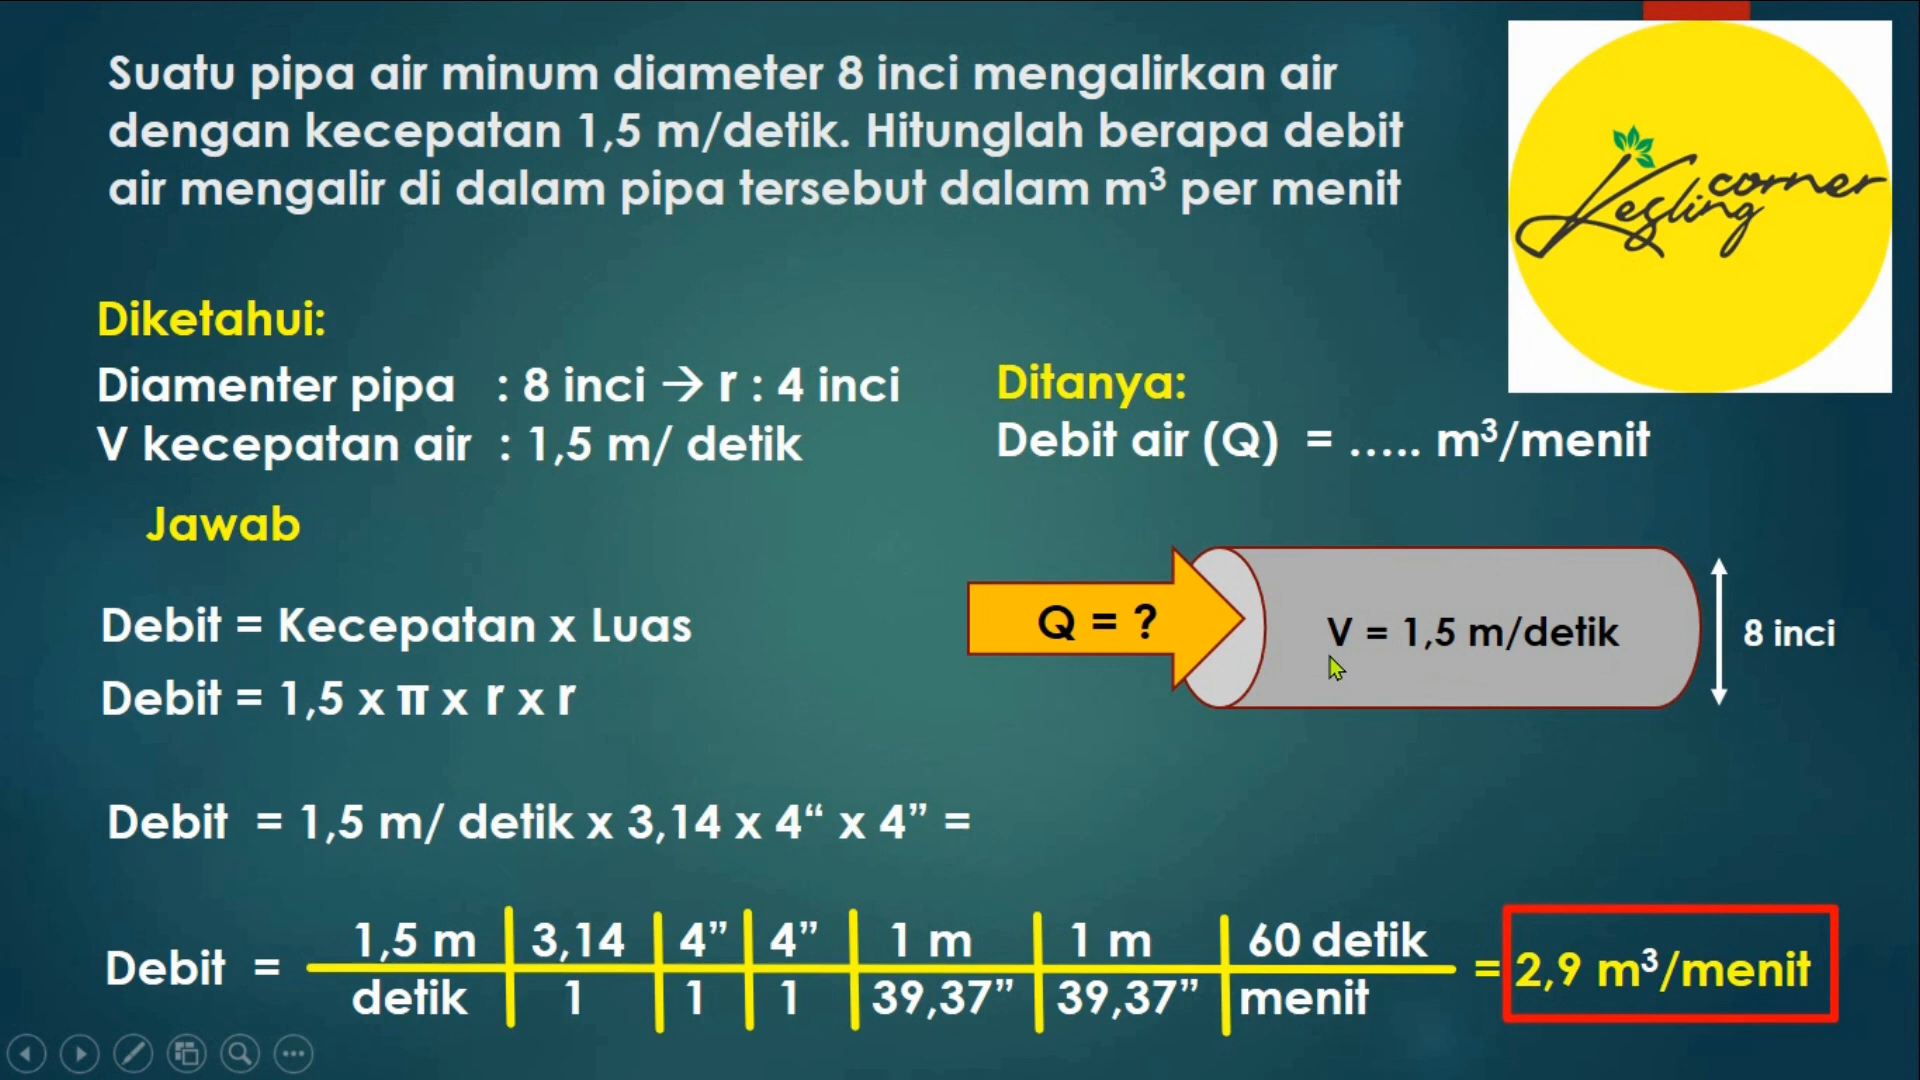 Suatu pipa air minum diameter 8 inci mengalirkan air
dengan kecepatan 1,5 m/detik. Hitunglah berapa debit
air mengalir di dalam pipa tersebut dalam m³ per menit
Kesling corner
Diketahui:
Diamenter pipa : 8 inci → r : 4 inci
V kecepatan air : 1,5 m/ detik
Ditanya:
Debit air (Q) = ..... m³/menit
Jawab
Debit = Kecepatan x Luas
Debit = 1,5 x π x r x r
Q = ?
V = 1,5 m/detik
8 inci
Debit = 1,5 m/ detik x 3,14 x 4“ x 4” =
1,5 m | 3,14 | 4” | 4” | 1 m | 1 m | 60 detik
Debit = = 2,9 m³/menit
detik | 1 | 1 | 1 | 39,37” | 39,37” | menit